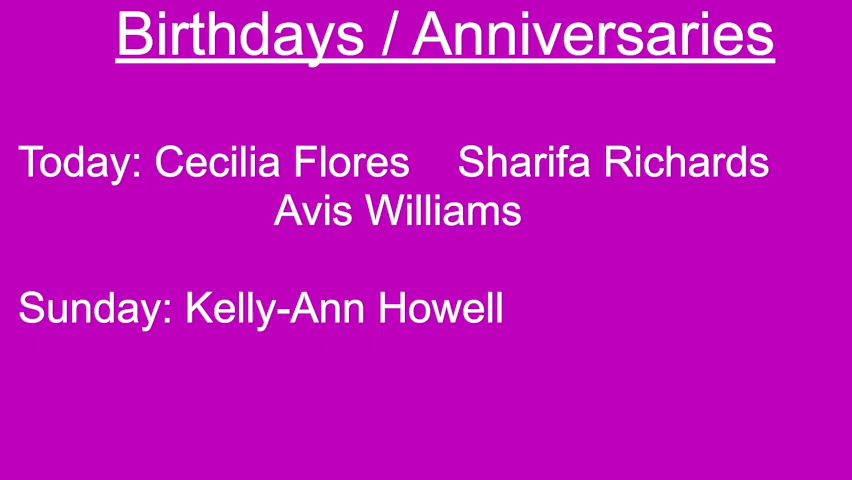 Birthdays / Anniversaries
Today: Cecilia Flores Sharifa Richards
Avis Williams
Sunday: Kelly-Ann Howell